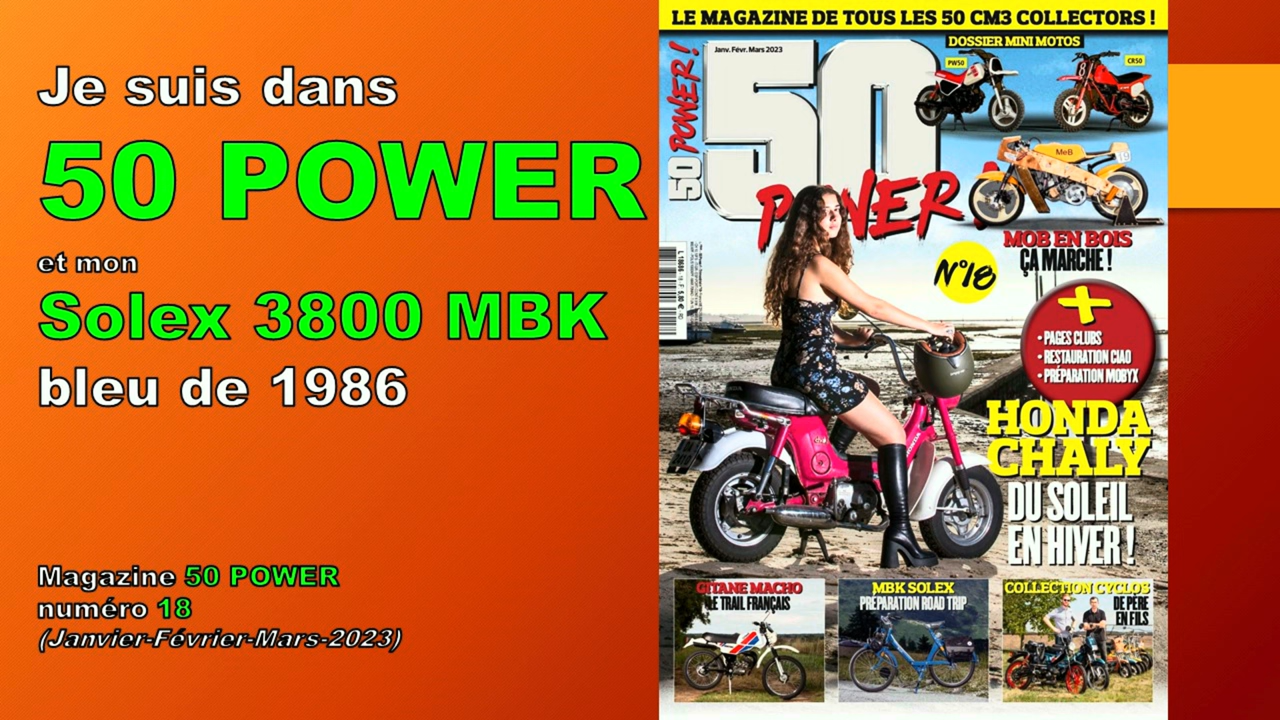 Je suis dans
50 POWER
et mon
Solex 3800 MBK
bleu de 1986
Magazine 50 POWER
numéro 18
(Janvier-Février-Mars-2023)
LE MAGAZINE DE TOUS LES 50 CM3 COLLECTORS !
Janv. Févr. Mars 2023
50 POWER!
50
POWER!
DOSSIER MINI MOTOS
PW50
CR50
MeB
19
MOB EN BOIS
ÇA MARCHE !
N°18
+
• PAGES CLUBS
• RESTAURATION CIAO
• PRÉPARATION MOBYX
HONDA
CHALY
DU SOLEIL
EN HIVER !
GITANE MACHO
LE TRAIL FRANÇAIS
MBK SOLEX
PRÉPARATION ROAD TRIP
COLLECTION CYCLOS
DE PÈRE
EN FILS